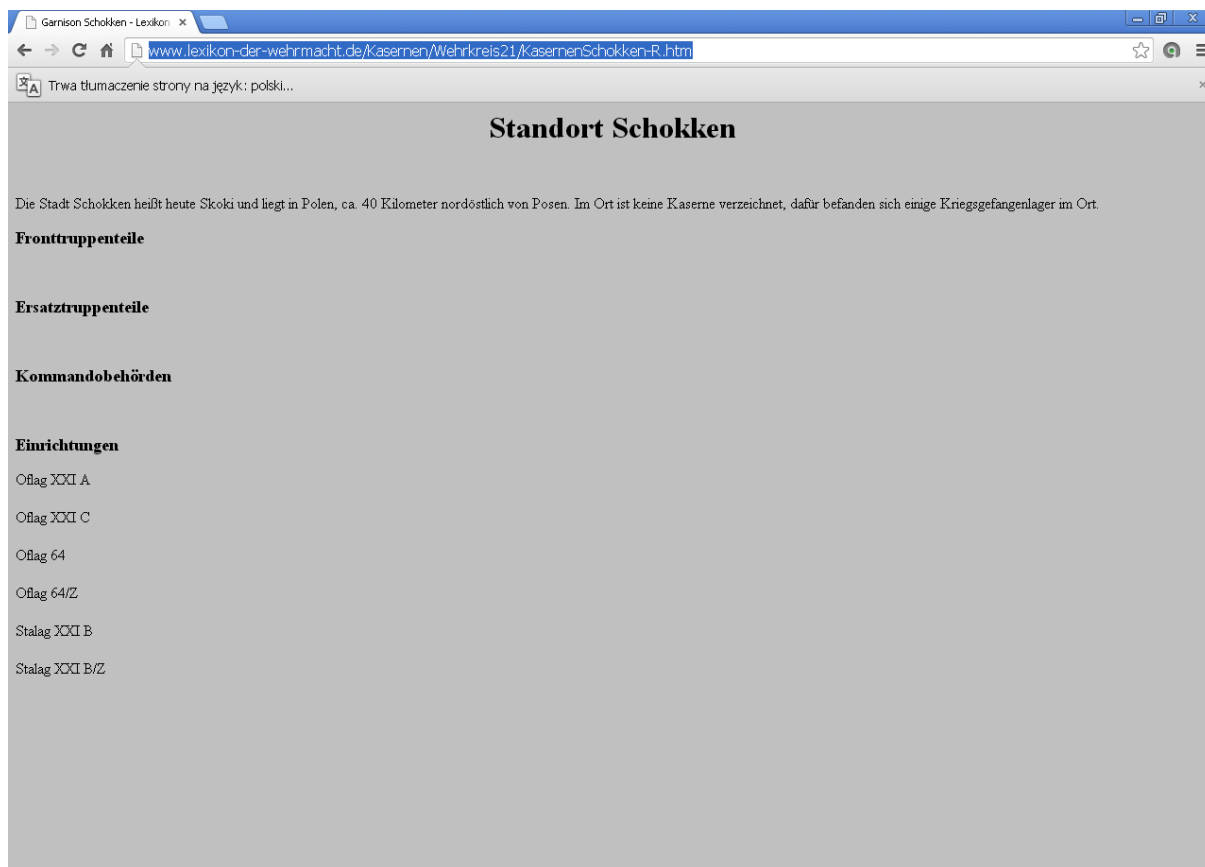 Garnison Schokken - Lexikon
www.lexikon-der-wehrmacht.de/Kasernen/Wehrkreis21/KasernenSchokken-R.htm
Trwa tłumaczenie strony na język: polski...
Standort Schokken
Die Stadt Schokken heißt heute Skoki und liegt in Polen, ca. 40 Kilometer nordöstlich von Posen. Im Ort ist keine Kaserne verzeichnet, dafür befanden sich einige Kriegsgefangenlager im Ort.
Fronttruppenteile
Ersatztruppenteile
Kommandobehörden
Einrichtungen
Oflag XXI A
Oflag XXI C
Oflag 64
Oflag 64/Z
Stalag XXI B
Stalag XXI B/Z